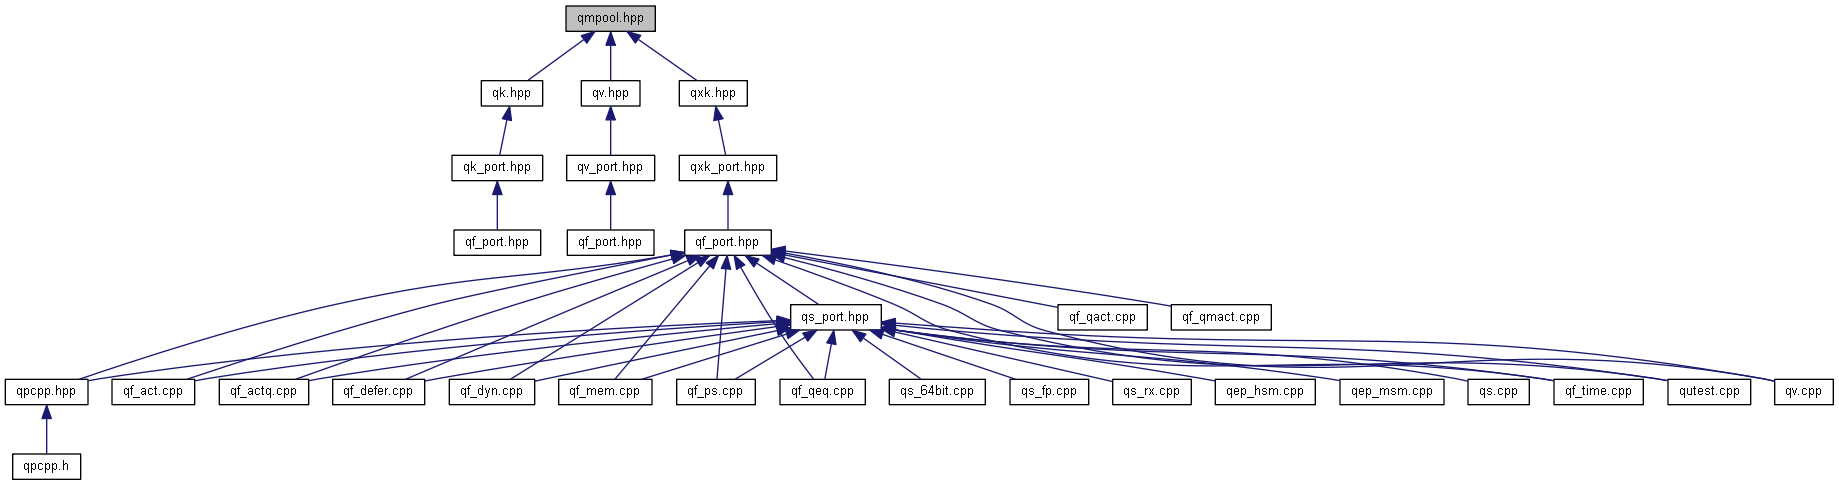 qmpool.hpp
qk.hpp
qv.hpp
qxk.hpp
qk_port.hpp
qv_port.hpp
qxk_port.hpp
qf_port.hpp
qf_port.hpp
qf_port.hpp
qs_port.hpp
qf_qact.cpp
qf_qmact.cpp
qpcpp.hpp
qf_act.cpp
qf_actq.cpp
qf_defer.cpp
qf_dyn.cpp
qf_mem.cpp
qf_ps.cpp
qf_qeq.cpp
qs_64bit.cpp
qs_fp.cpp
qs_rx.cpp
qep_hsm.cpp
qep_msm.cpp
qs.cpp
qf_time.cpp
qutest.cpp
qv.cpp
qpcpp.h